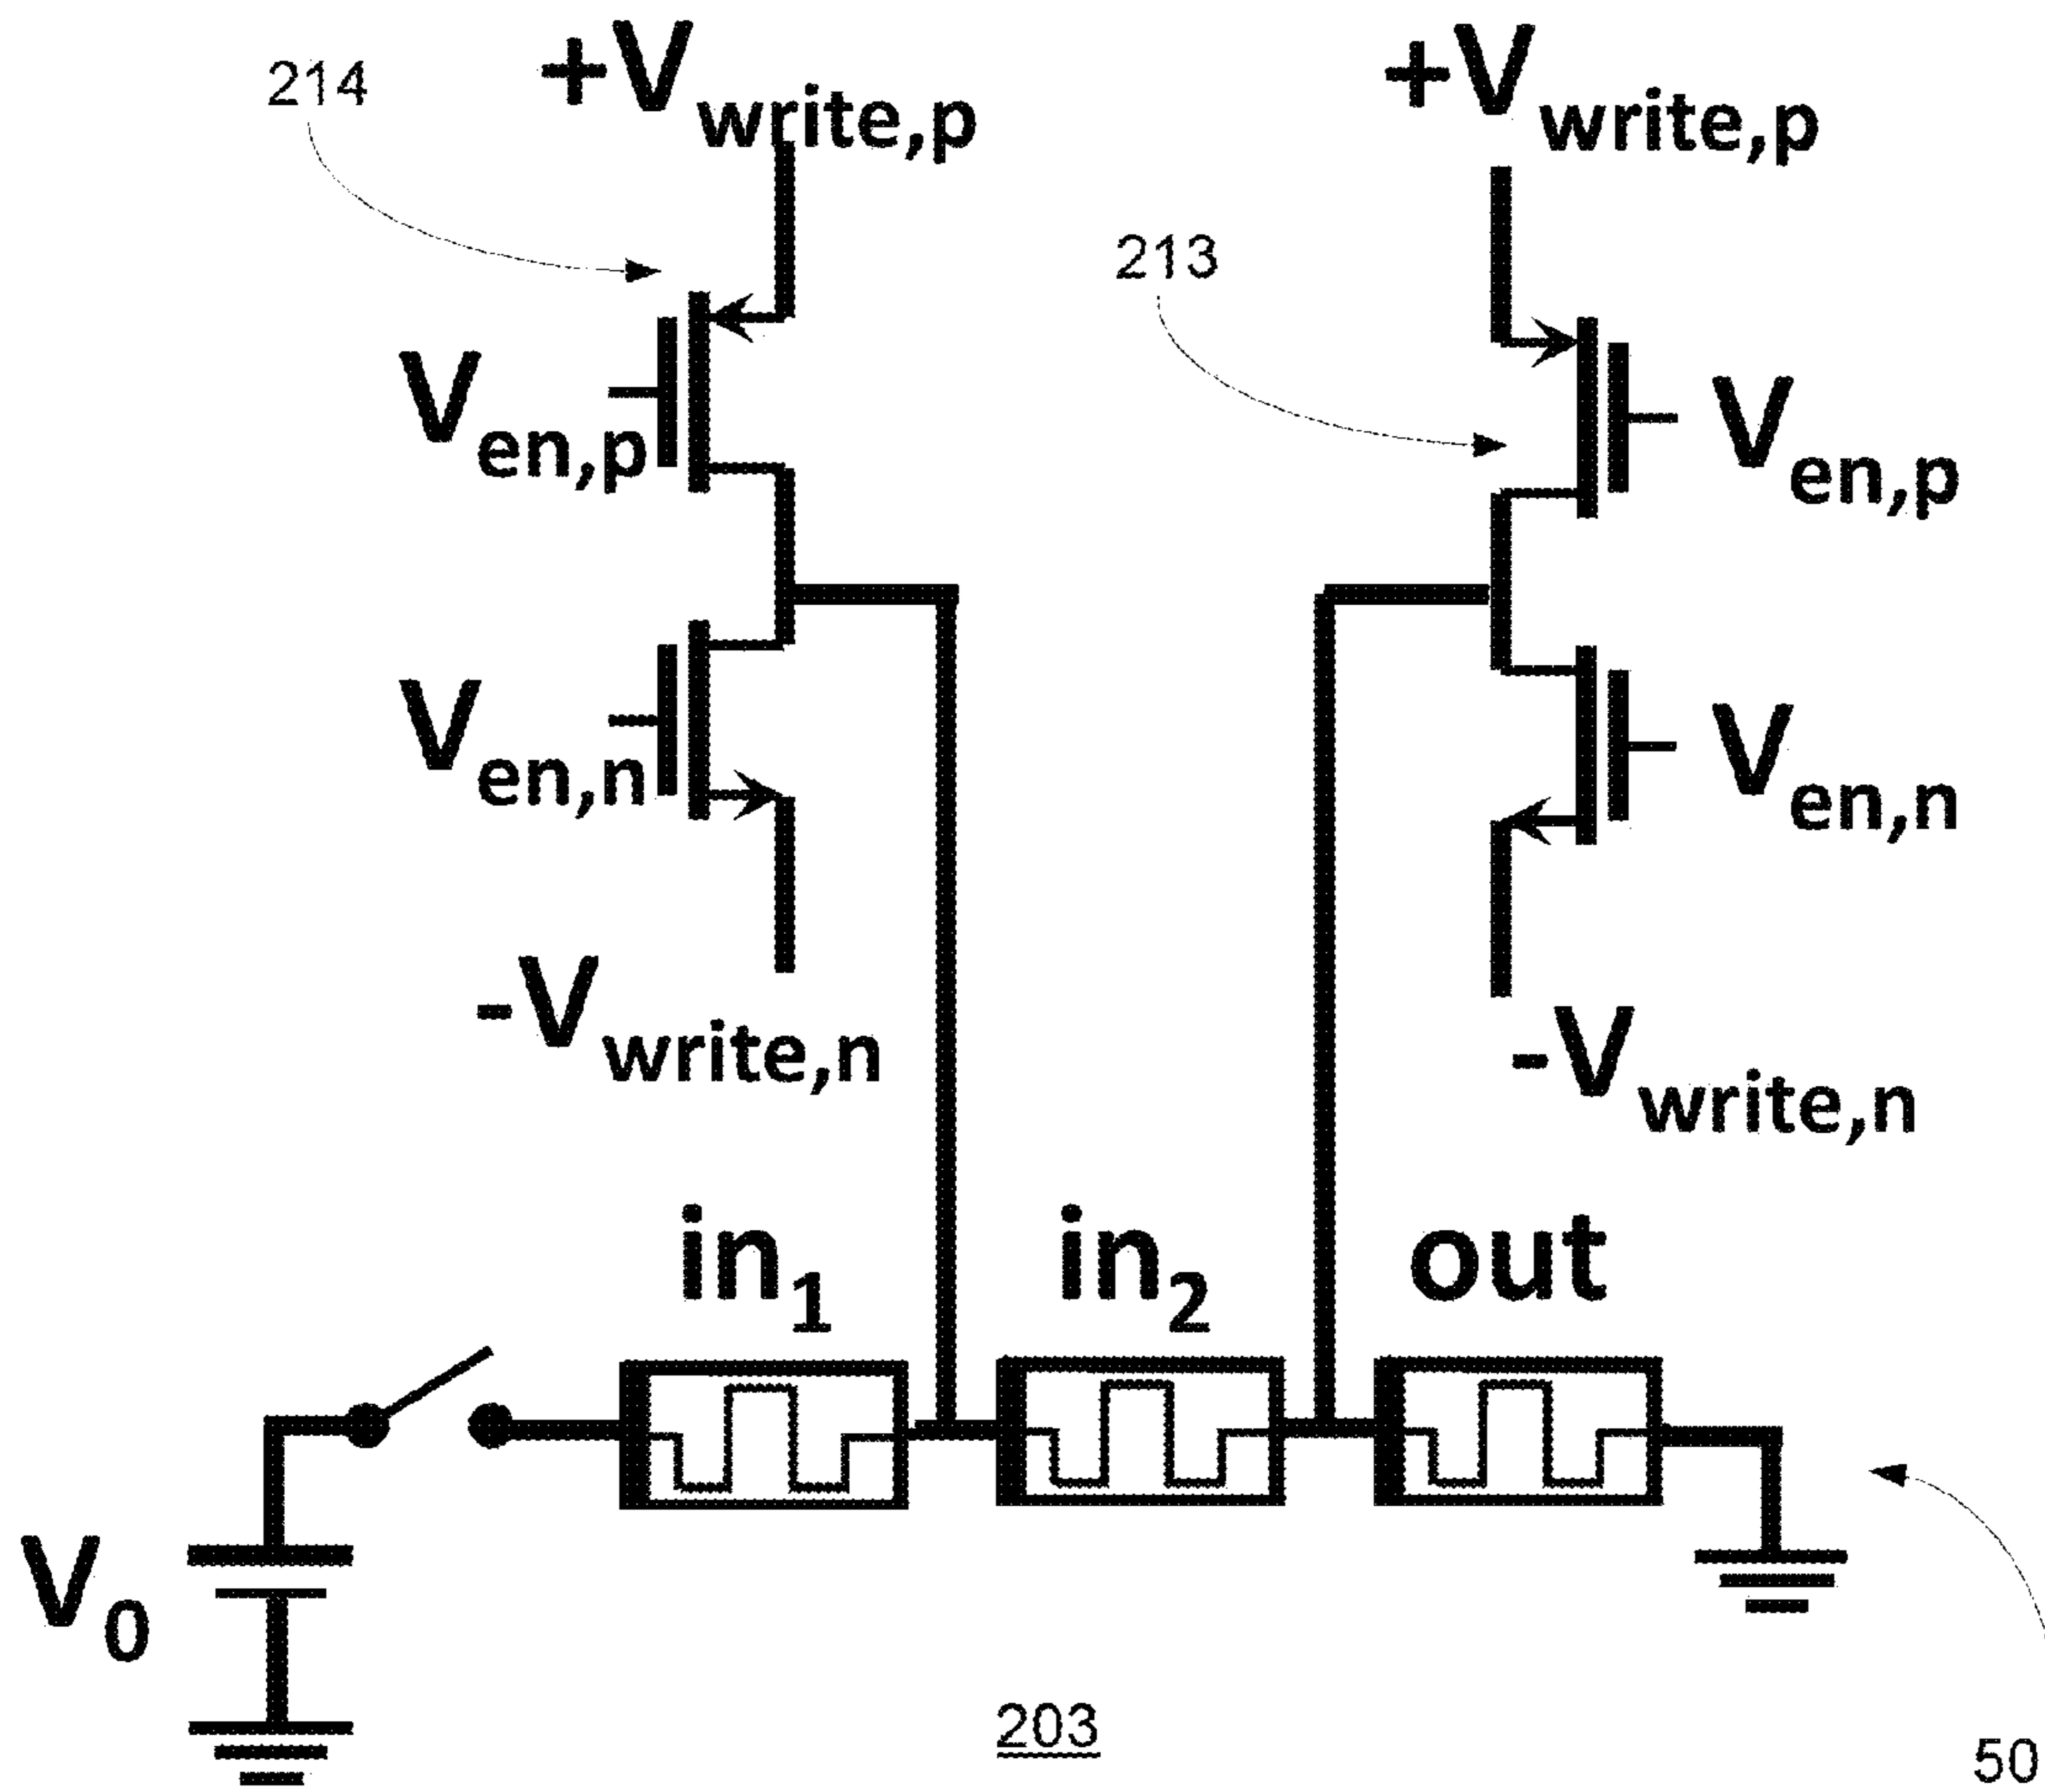 214
+Vwrite,p
+Vwrite,p
213
Ven,p
Ven,p
Ven,n
Ven,n
-Vwrite,n
-Vwrite,n
in1
in2
out
V0
203
50